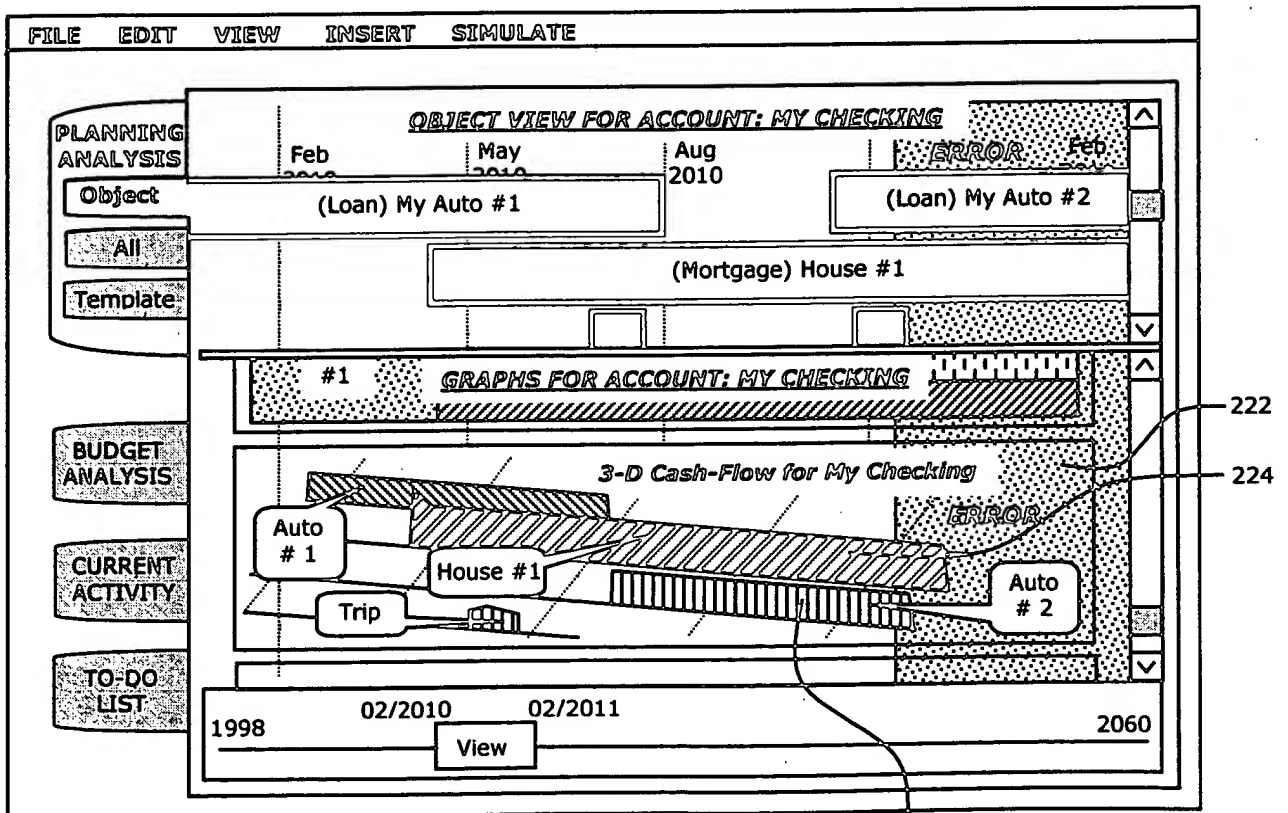 FILE EDIT VIEW INSERT SIMULATE
PLANNING
ANALYSIS
Object
All
Template
BUDGET
ANALYSIS
CURRENT
ACTIVITY
TO-DO
LIST
OBJECT VIEW FOR ACCOUNT: MY CHECKING
Feb
2010
May
2010
Aug
2010
ERROR
Feb
(Loan) My Auto #1
(Loan) My Auto #2
(Mortgage) House #1
#1
GRAPHS FOR ACCOUNT: MY CHECKING
222
3-D Cash-Flow for My Checking
224
ERROR
Auto
# 1
House #1
Auto
# 2
Trip
02/2010 02/2011
1998
2060
View